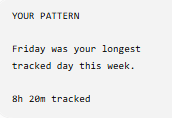 YOUR PATTERN
Friday was your longest
tracked day this week.
8h 20m tracked